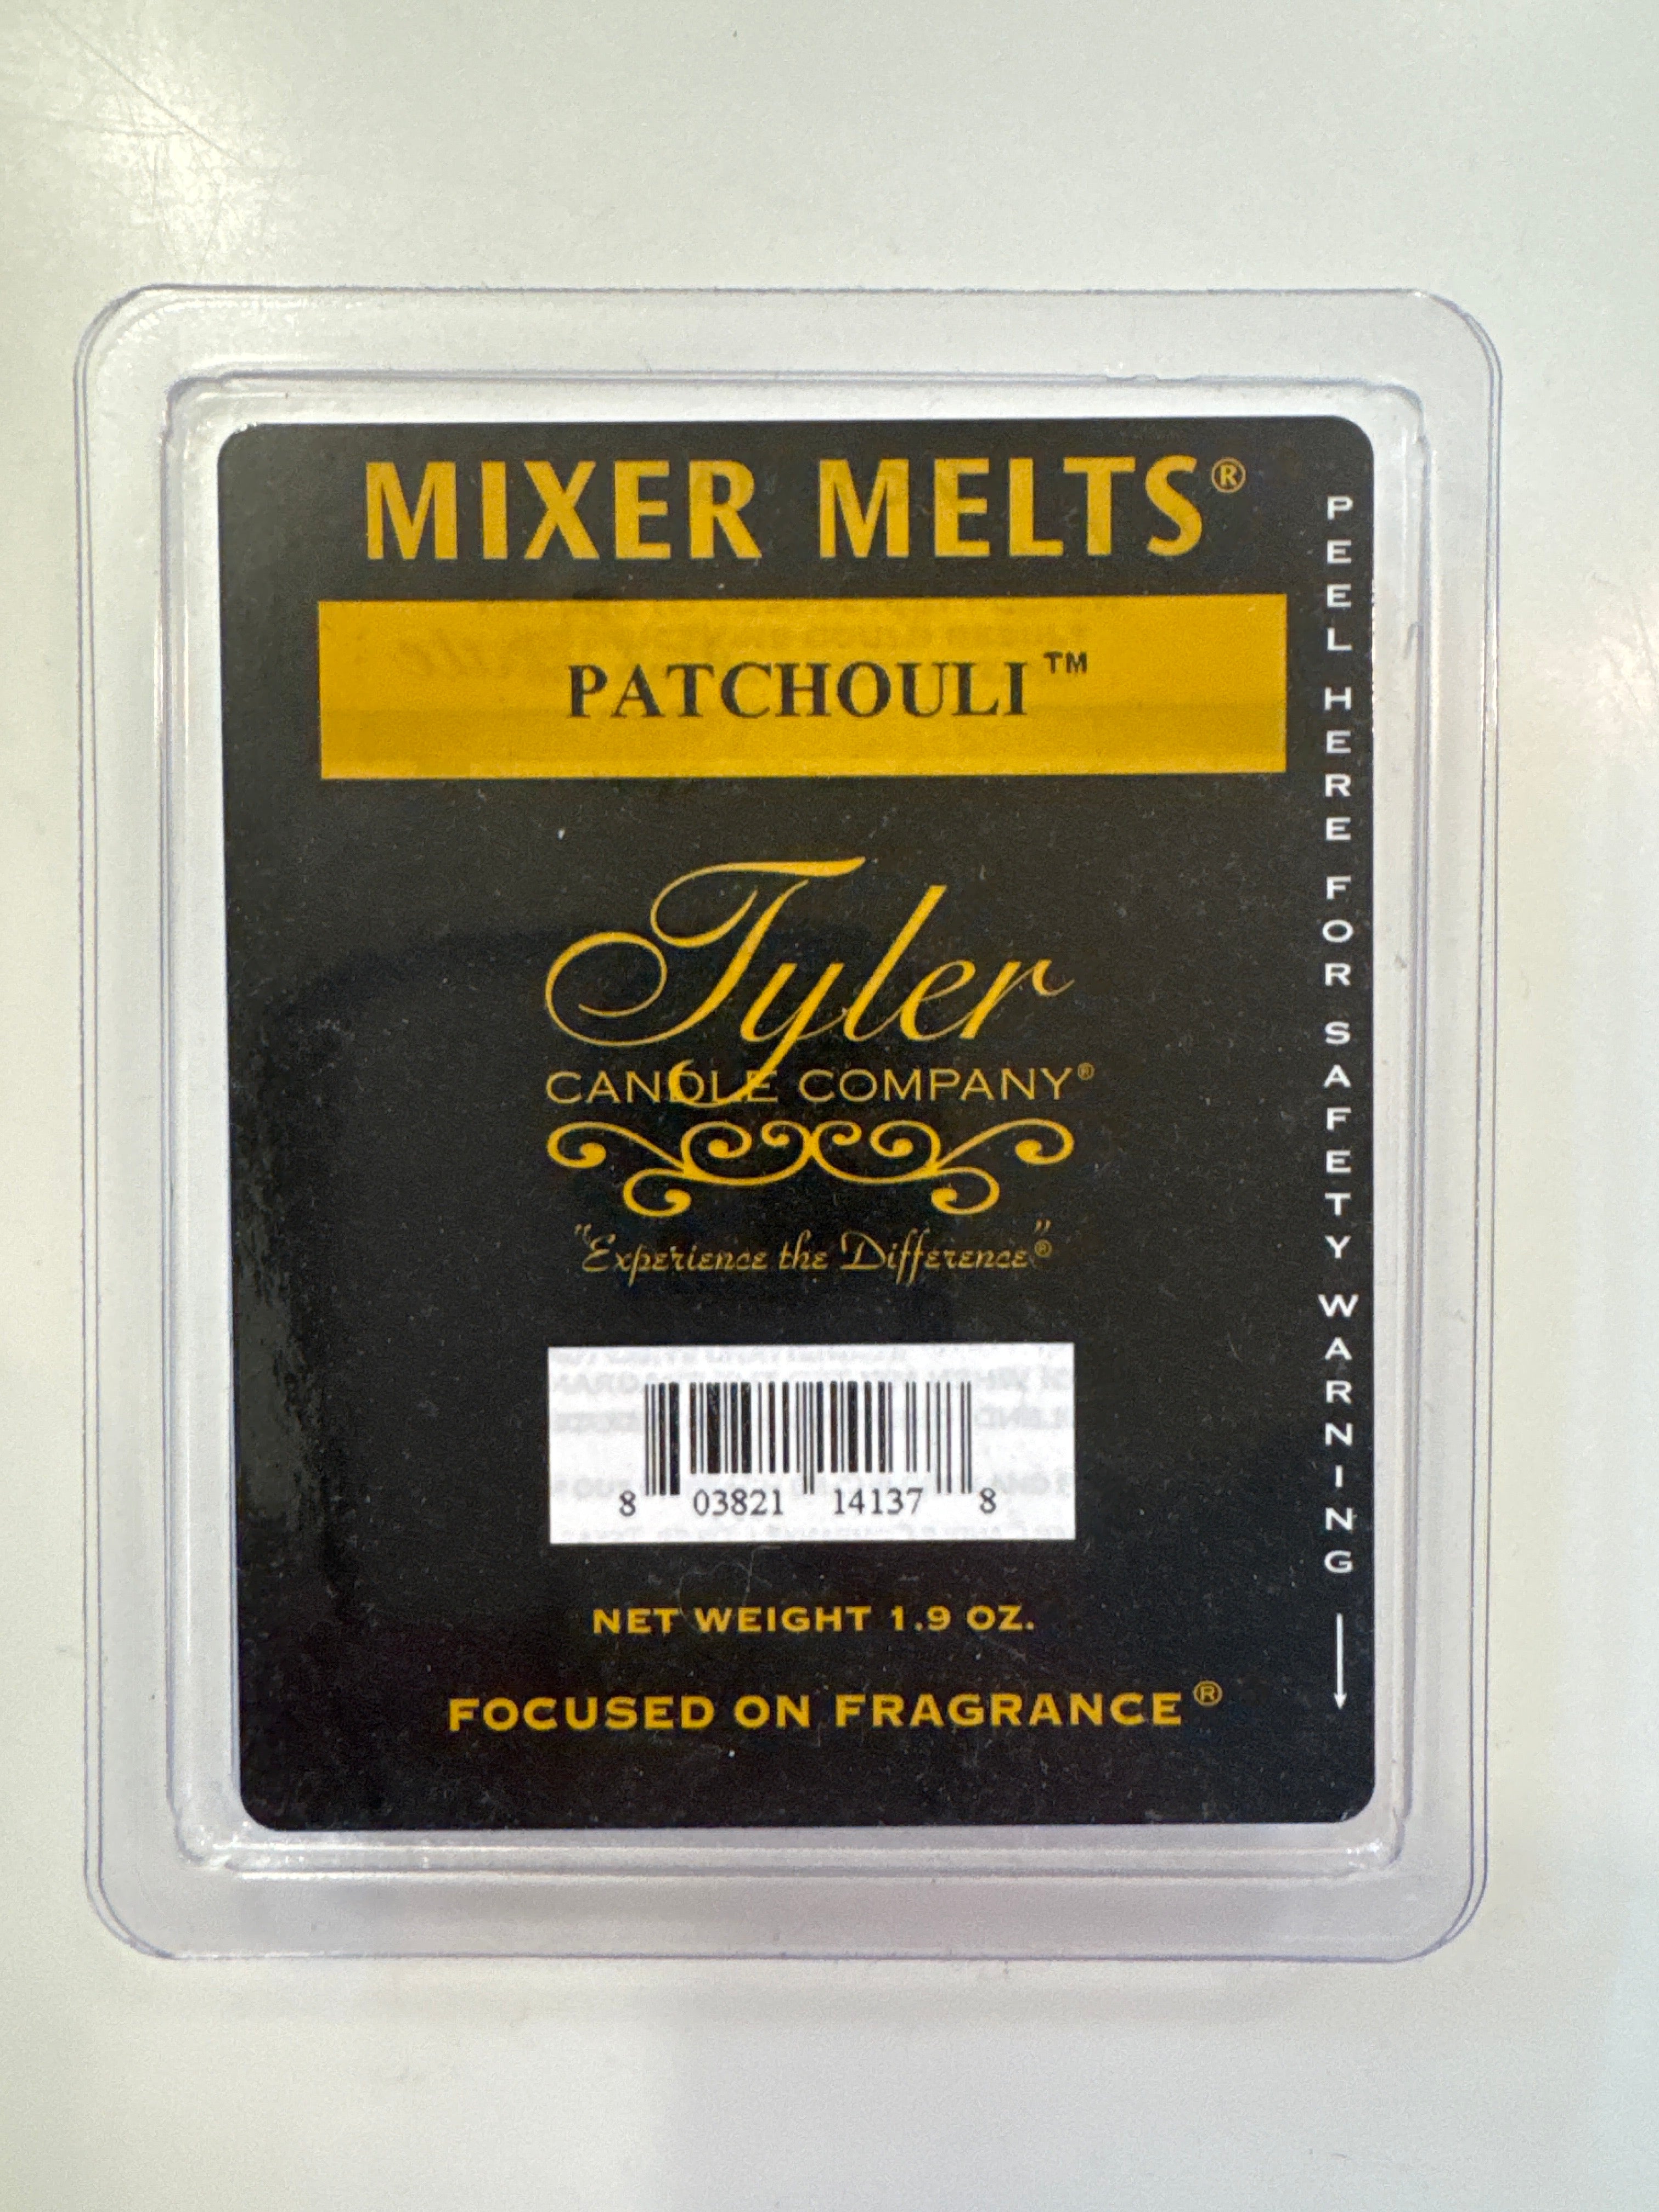 MIXER MELTS®
PATCHOULI™
Tyler
CANDLE COMPANY®
"Experience the Difference"®
8 03821 14137 8
NET WEIGHT 1.9 OZ.
FOCUSED ON FRAGRANCE®
PEEL HERE FOR SAFETY WARNING